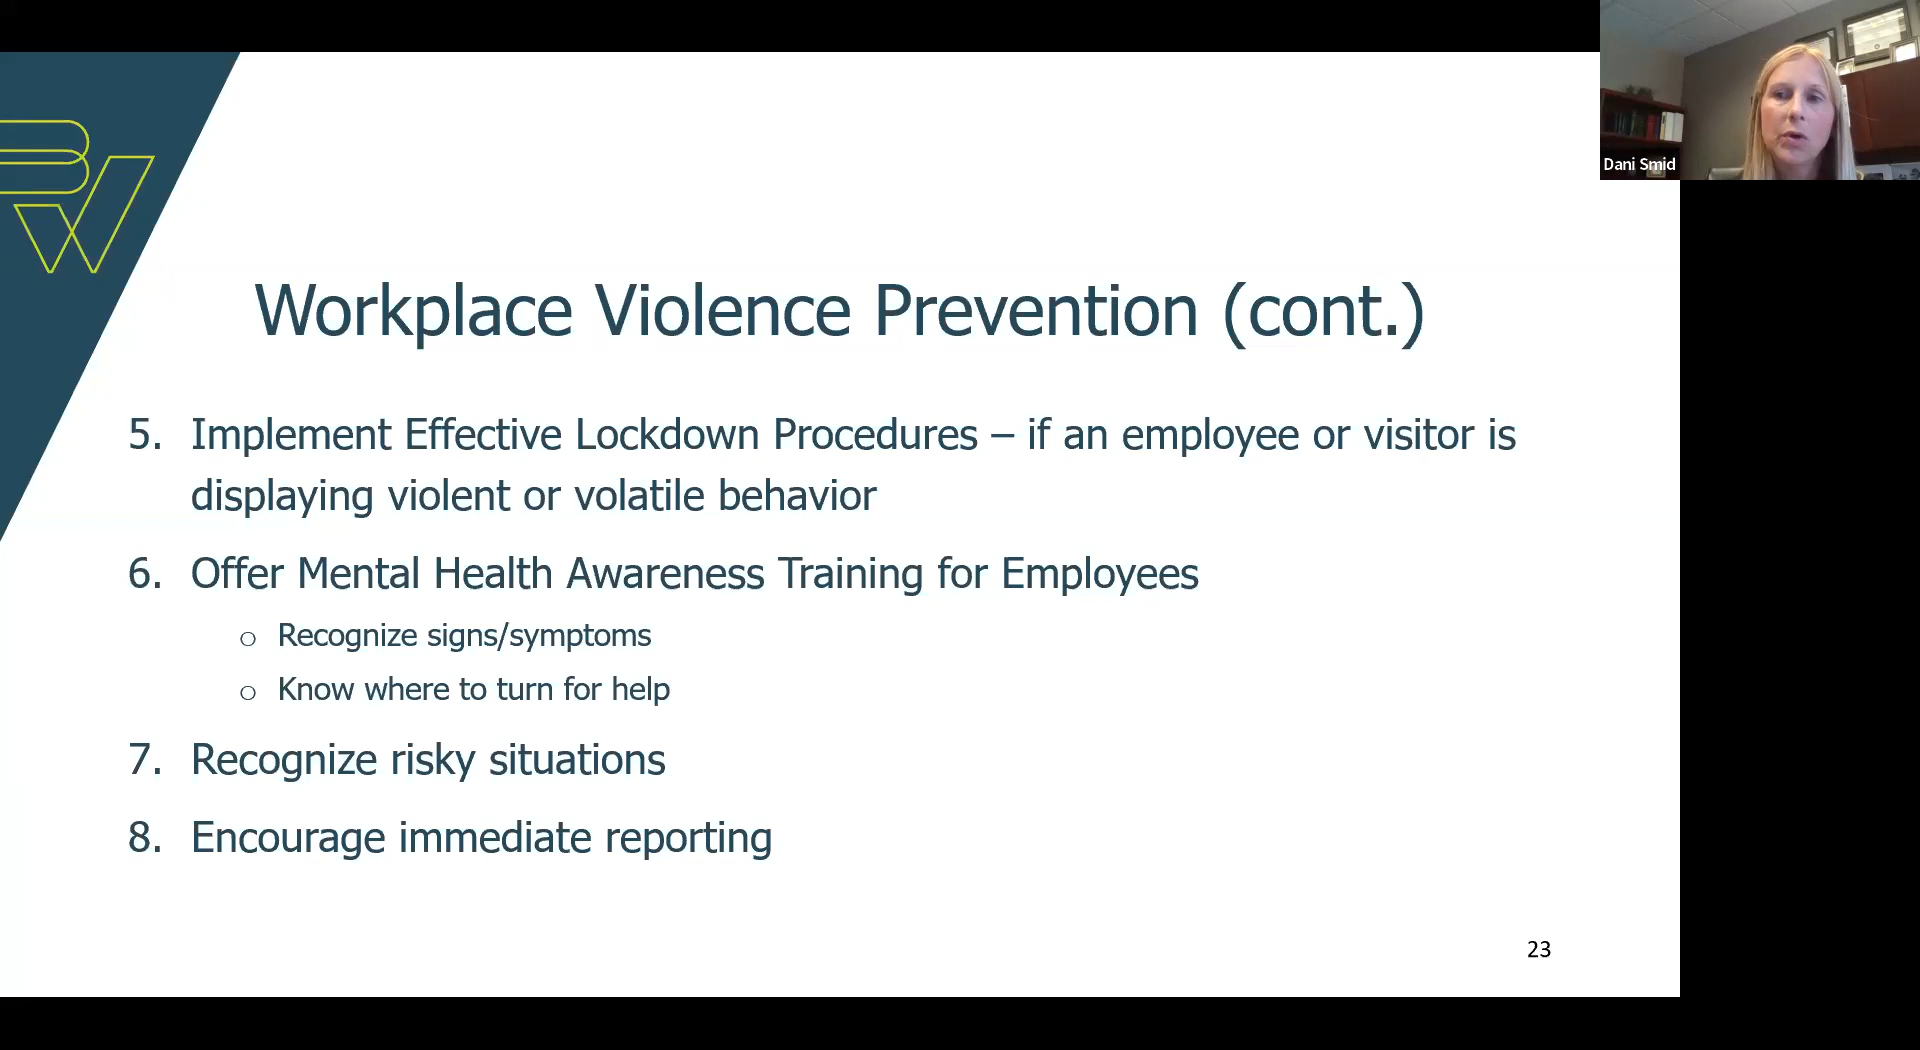 Dani Smid
Workplace Violence Prevention (cont.)
5. Implement Effective Lockdown Procedures – if an employee or visitor is
displaying violent or volatile behavior
6. Offer Mental Health Awareness Training for Employees
o Recognize signs/symptoms
o Know where to turn for help
7. Recognize risky situations
8. Encourage immediate reporting
23